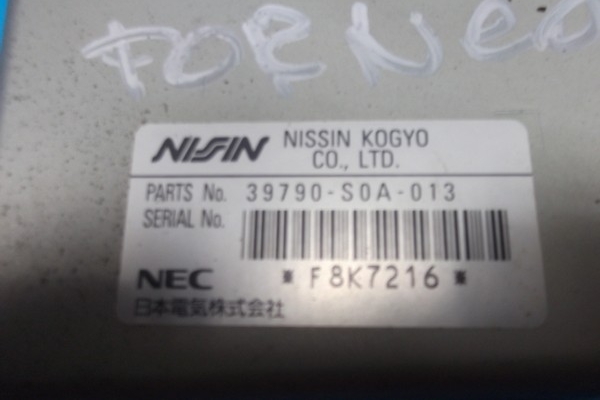 FORNEO
NISSIN NISSIN KOGYO
CO., LTD.
PARTS No. 39790-S0A-013
SERIAL No.
NEC * F8K7216 *
日本電気株式会社